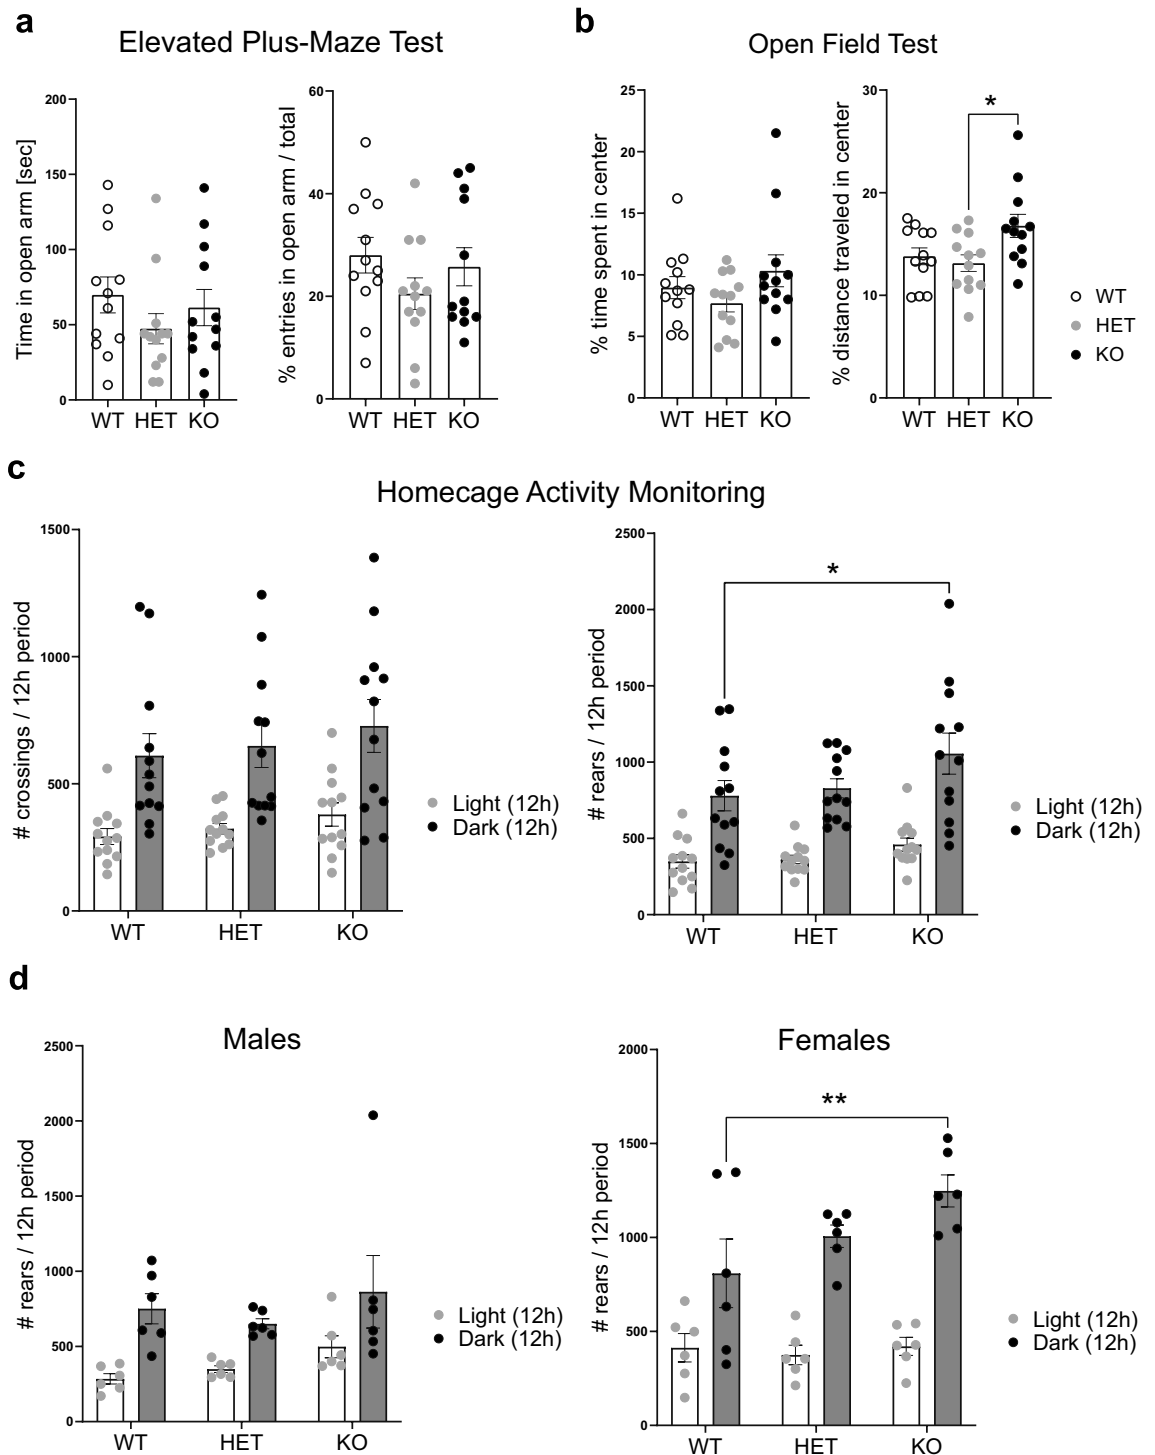 a
Elevated Plus-Maze Test
Time in open arm [sec]
200
150
100
50
0
WT HET KO
% entries in open arm / total
60
40
20
0
WT HET KO
b
Open Field Test
% time spent in center
25
20
15
10
5
0
WT HET KO
% distance traveled in center
30
20
10
0
*
WT HET KO
WT
HET
KO
c
Homecage Activity Monitoring
# crossings / 12h period
1500
1000
500
0
WT HET KO
Light (12h)
Dark (12h)
# rears / 12h period
2500
2000
1500
1000
500
0
*
WT HET KO
Light (12h)
Dark (12h)
d
Males
# rears / 12h period
2500
2000
1500
1000
500
0
WT HET KO
Light (12h)
Dark (12h)
Females
# rears / 12h period
2000
1500
1000
500
0
**
WT HET KO
Light (12h)
Dark (12h)